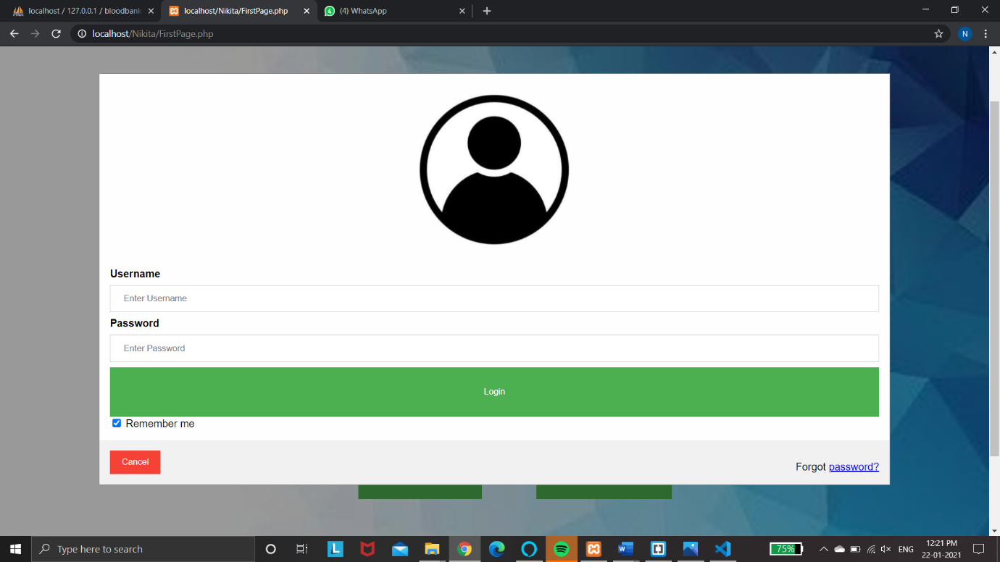 localhost / 127.0.0.1 / bloodbank
localhost/Nikita/FirstPage.php
(4) WhatsApp
localhost/Nikita/FirstPage.php
N
Username
Enter Username
Password
Enter Password
Login
Remember me
Cancel
Forgot password?
Type here to search
L
75%
ENG
12:21 PM
22-01-2021